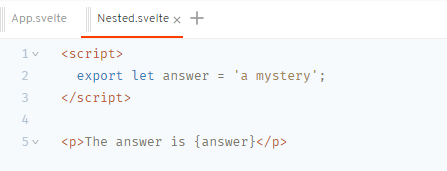 App.svelte Nested.svelte × +
1 <script>
2   export let answer = 'a mystery';
3 </script>
4
5 <p>The answer is {answer}</p>